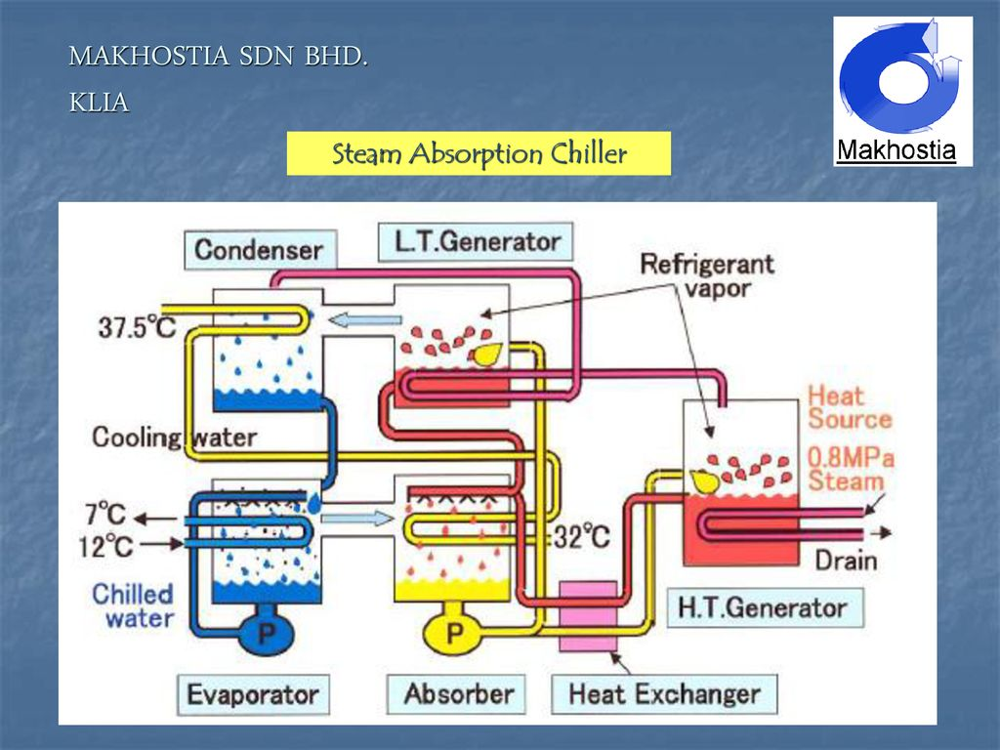 MAKHOSTIA SDN BHD.
KLIA
Makhostia
Steam Absorption Chiller
Condenser
L.T.Generator
Refrigerant
vapor
37.5℃
Heat
Source
Cooling water
0.8MPa
Steam
7℃
12℃
32℃
Drain
Chilled
water
P
P
H.T.Generator
Evaporator
Absorber
Heat Exchanger